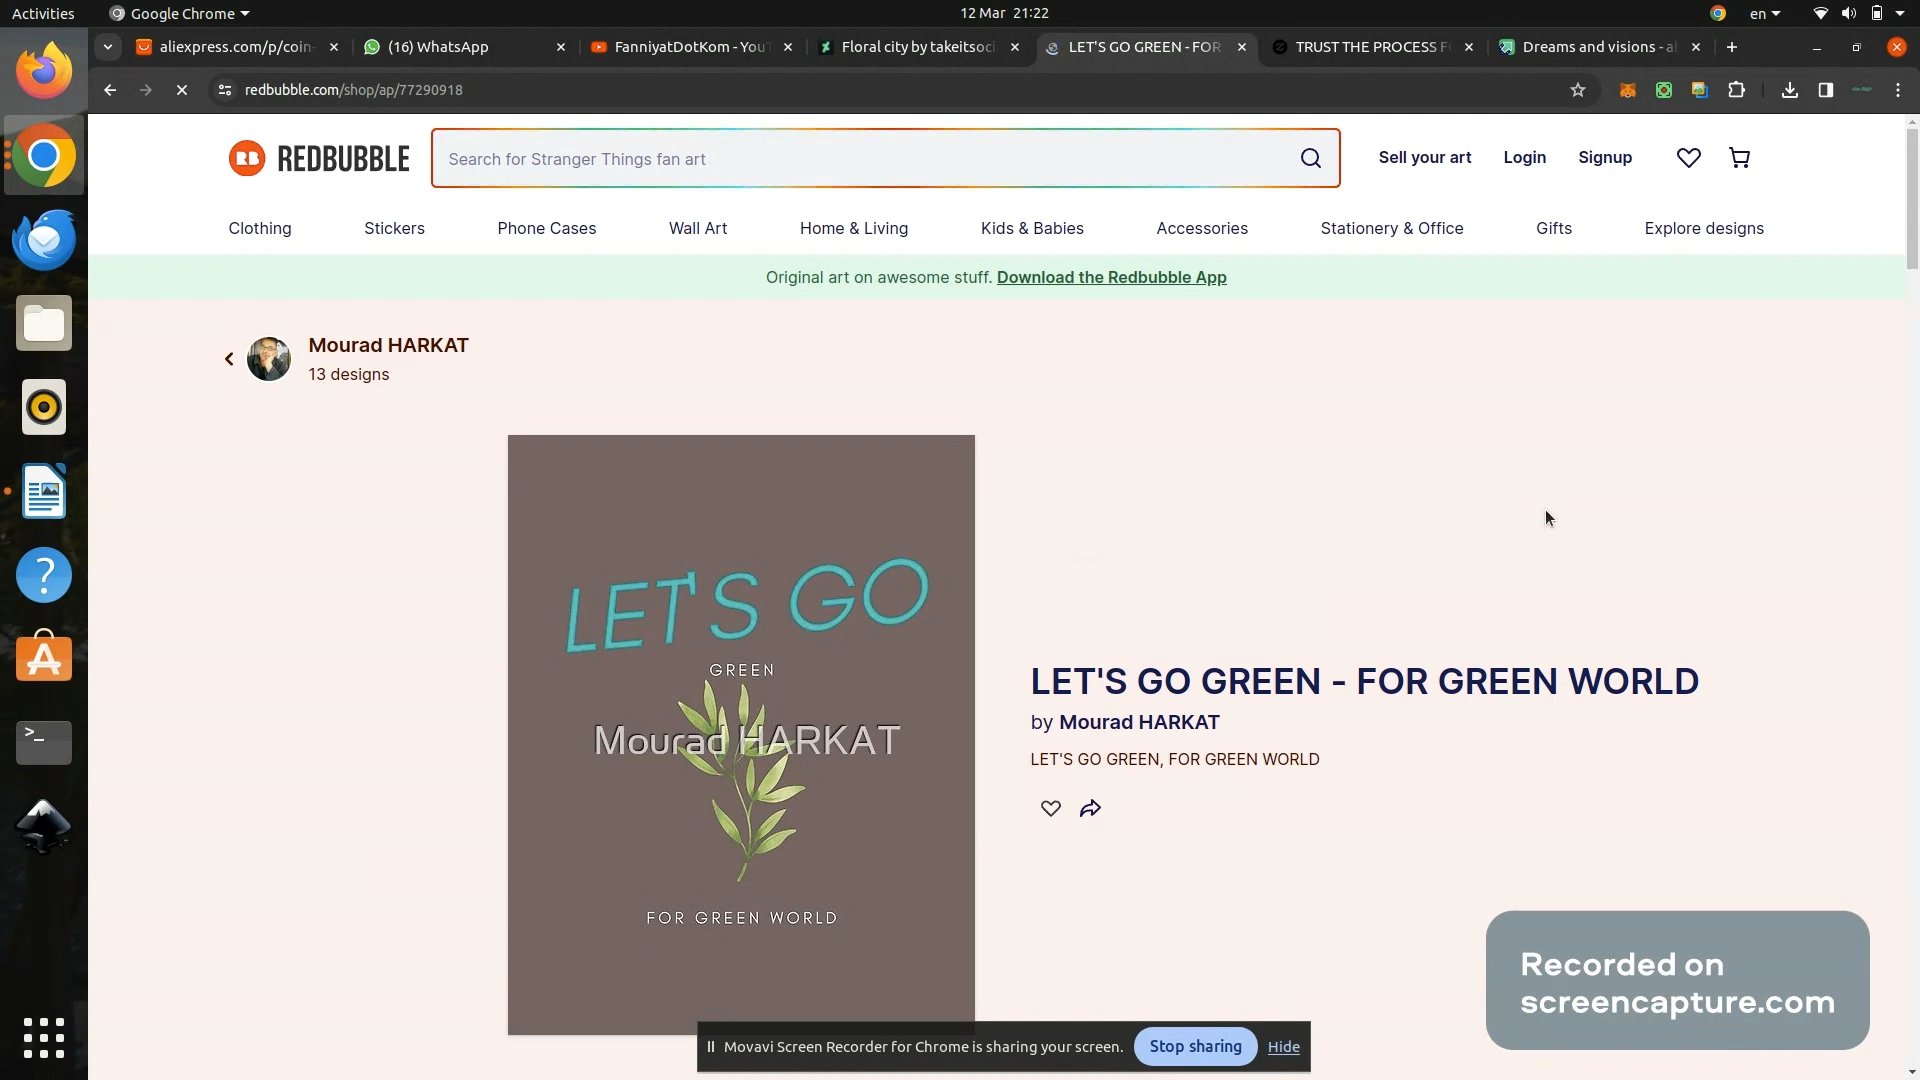 Activities
Google Chrome
12 Mar 21:22
en
aliexpress.com/p/coin-
(16) WhatsApp
FanniyatDotKom - You
Floral city by takeitsoci
LET'S GO GREEN - FOR
TRUST THE PROCESS F
Dreams and visions - a
redbubble.com/shop/ap/77290918
RB REDBUBBLE
Search for Stranger Things fan art
Sell your art
Login
Signup
Clothing
Stickers
Phone Cases
Wall Art
Home & Living
Kids & Babies
Accessories
Stationery & Office
Gifts
Explore designs
Original art on awesome stuff. Download the Redbubble App
Mourad HARKAT
13 designs
LET'S GO
GREEN
Mourad HARKAT
FOR GREEN WORLD
LET'S GO GREEN - FOR GREEN WORLD
by Mourad HARKAT
LET'S GO GREEN, FOR GREEN WORLD
Recorded on
screencapture.com
Movavi Screen Recorder for Chrome is sharing your screen.
Stop sharing
Hide